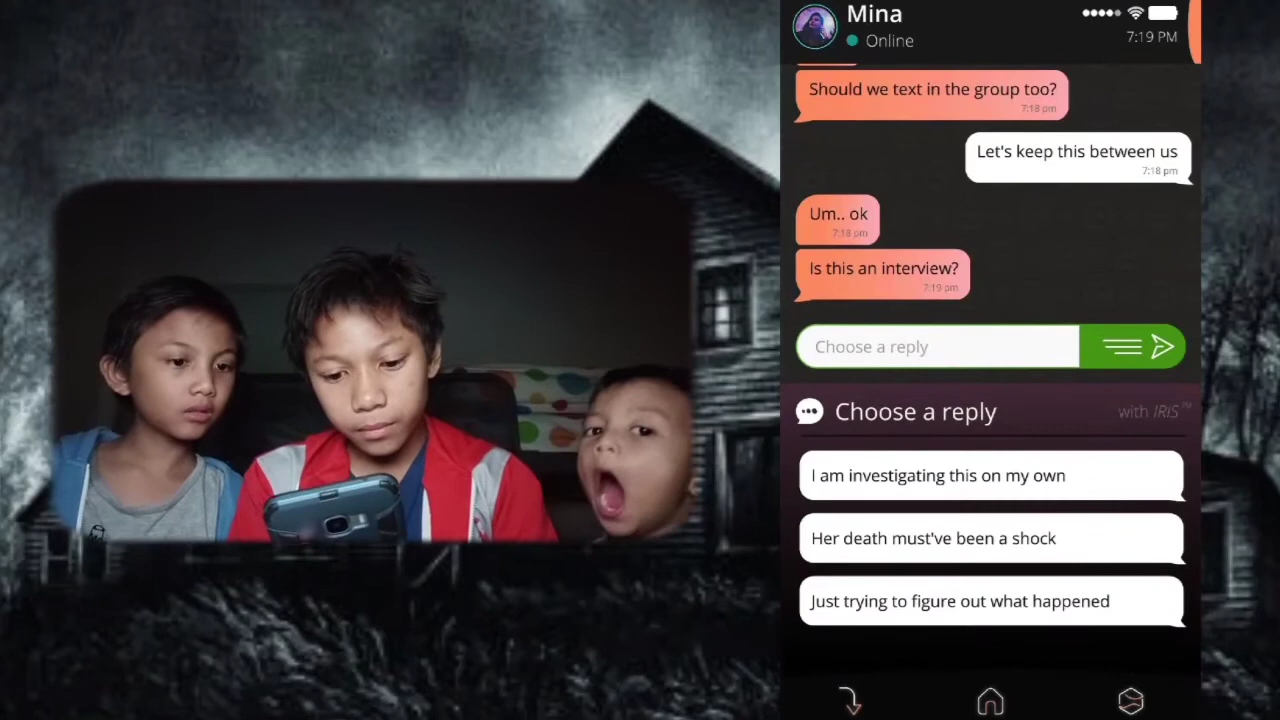 Mina
Online
7:19 PM
Should we text in the group too?
7:18 pm
Let's keep this between us
7:18 pm
Um.. ok
7:18 pm
Is this an interview?
7:19 pm
Choose a reply
Choose a reply
with IRiS™
I am investigating this on my own
Her death must've been a shock
Just trying to figure out what happened